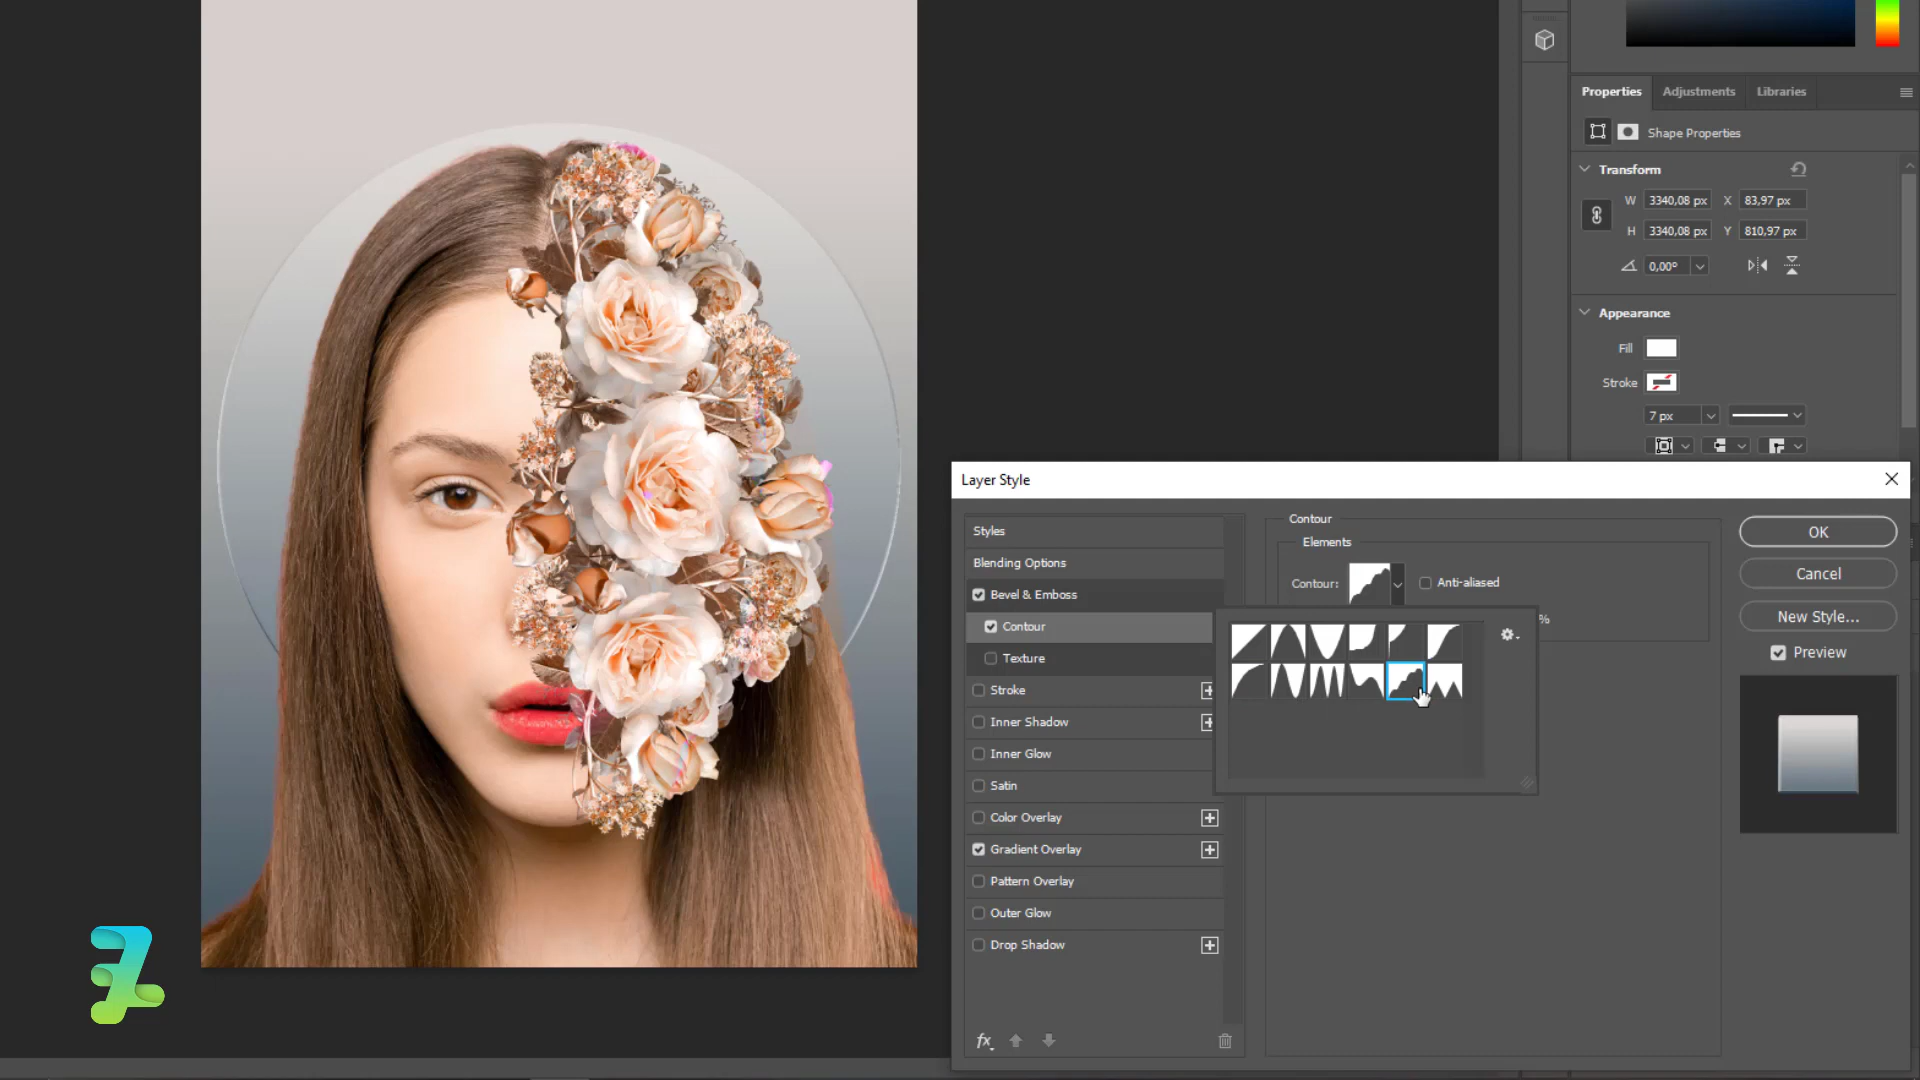 Properties
Adjustments
Libraries
Shape Properties
Transform
W 3340,08 px X 83,97 px
H 3340,08 px Y 810,97 px
0,00°
Appearance
Fill
Stroke
7 px
Layer Style
Styles
Blending Options
Bevel & Emboss
Contour
Texture
Stroke
Inner Shadow
Inner Glow
Satin
Color Overlay
Gradient Overlay
Pattern Overlay
Outer Glow
Drop Shadow
fx
Contour
Elements
Contour:
Anti-aliased
%
OK
Cancel
New Style...
Preview